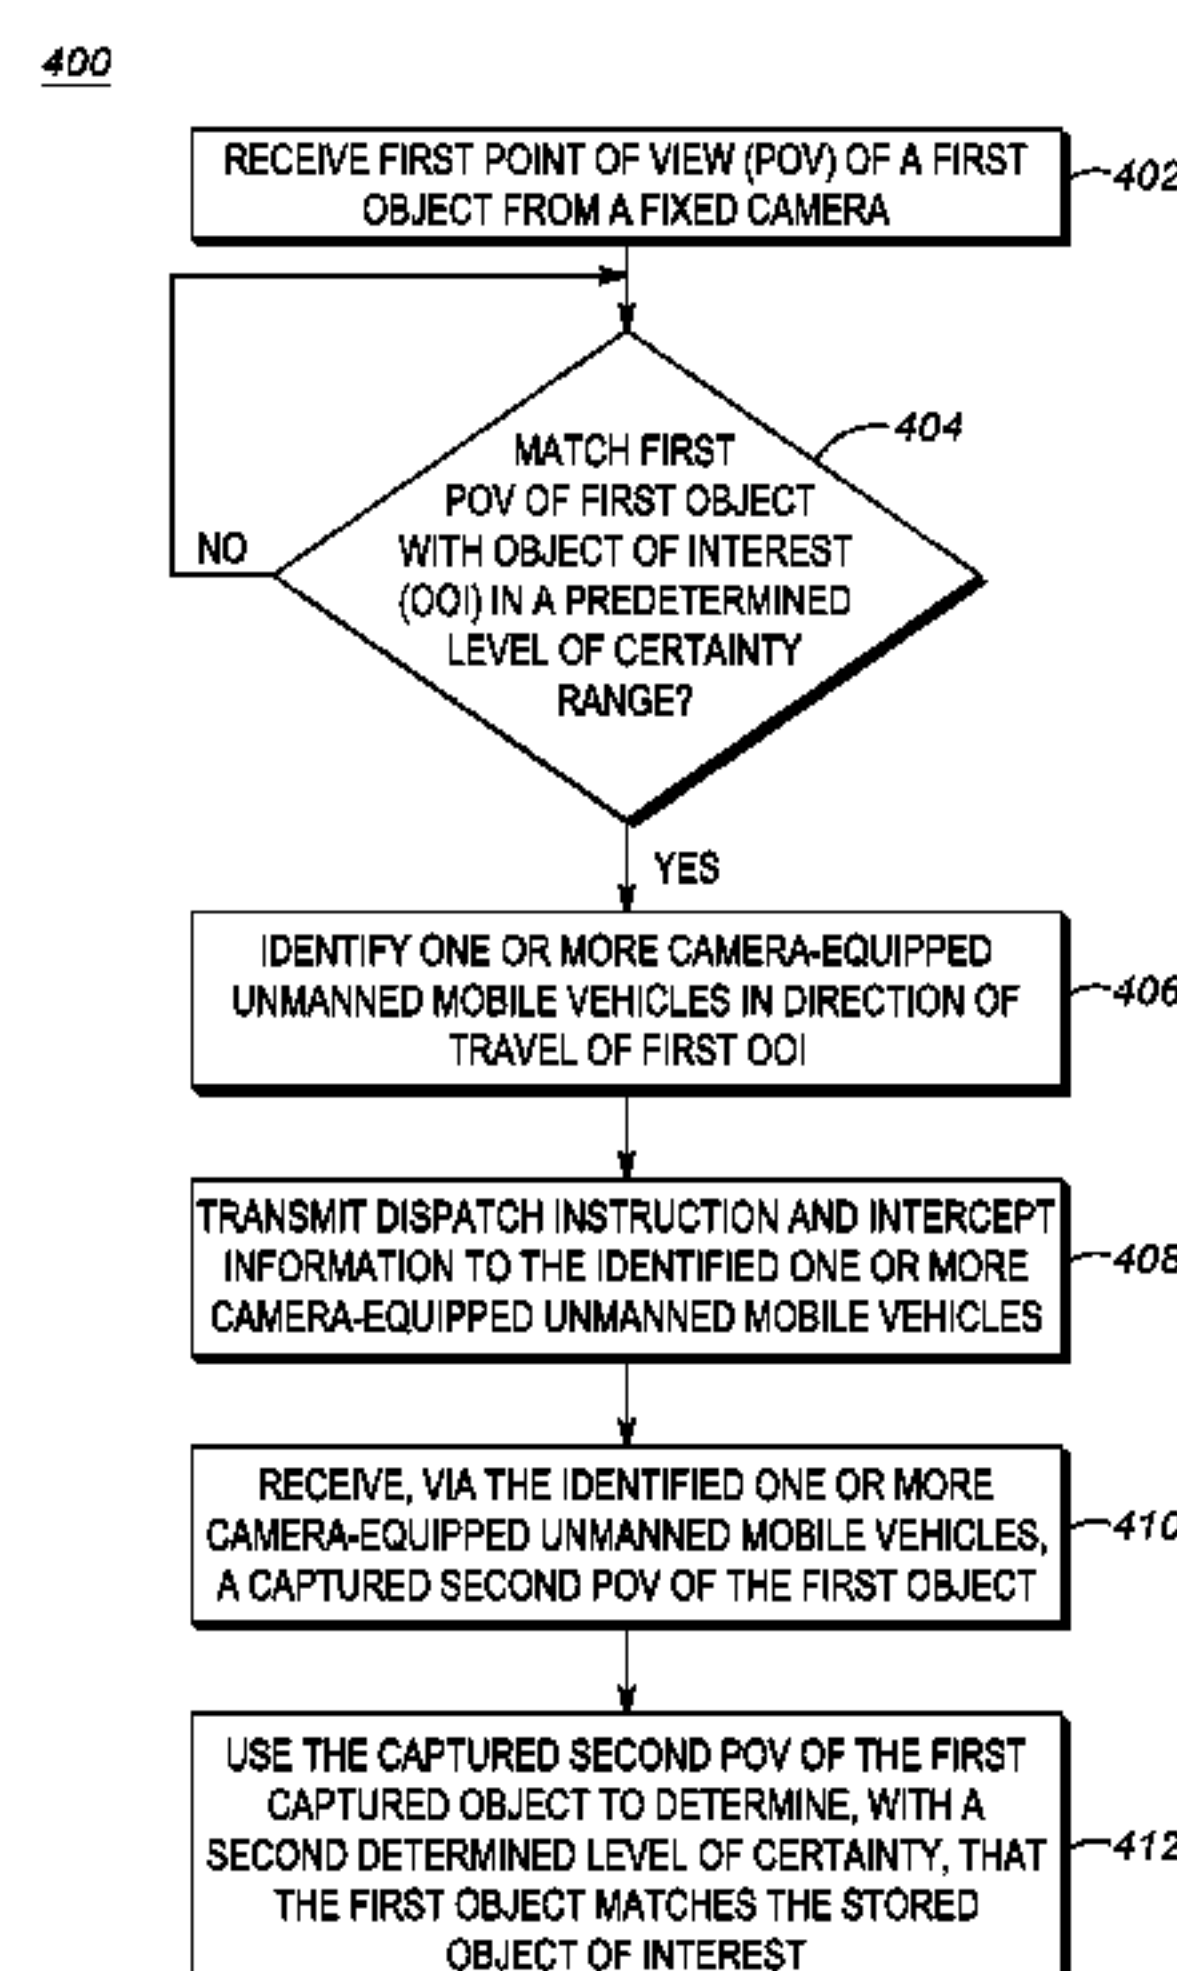 400
RECEIVE FIRST POINT OF VIEW (POV) OF A FIRST
OBJECT FROM A FIXED CAMERA
402
MATCH FIRST
POV OF FIRST OBJECT
WITH OBJECT OF INTEREST
(OOI) IN A PREDETERMINED
LEVEL OF CERTAINTY
RANGE?
404
NO
YES
IDENTIFY ONE OR MORE CAMERA-EQUIPPED
UNMANNED MOBILE VEHICLES IN DIRECTION OF
TRAVEL OF FIRST OOI
406
TRANSMIT DISPATCH INSTRUCTION AND INTERCEPT
INFORMATION TO THE IDENTIFIED ONE OR MORE
CAMERA-EQUIPPED UNMANNED MOBILE VEHICLES
408
RECEIVE, VIA THE IDENTIFIED ONE OR MORE
CAMERA-EQUIPPED UNMANNED MOBILE VEHICLES,
A CAPTURED SECOND POV OF THE FIRST OBJECT
410
USE THE CAPTURED SECOND POV OF THE FIRST
CAPTURED OBJECT TO DETERMINE, WITH A
SECOND DETERMINED LEVEL OF CERTAINTY, THAT
THE FIRST OBJECT MATCHES THE STORED
OBJECT OF INTEREST
412